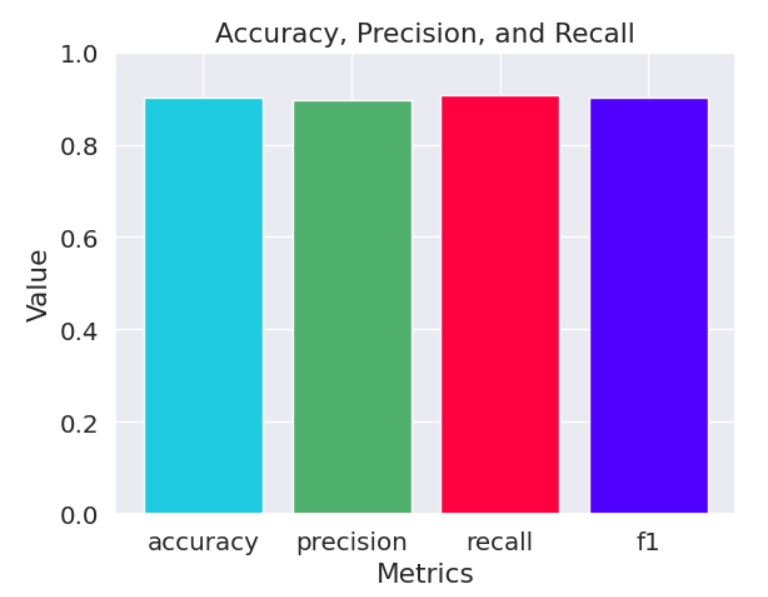 Accuracy, Precision, and Recall
1.0
0.8
0.6
0.4
0.2
0.0
Value
accuracy precision recall f1
Metrics